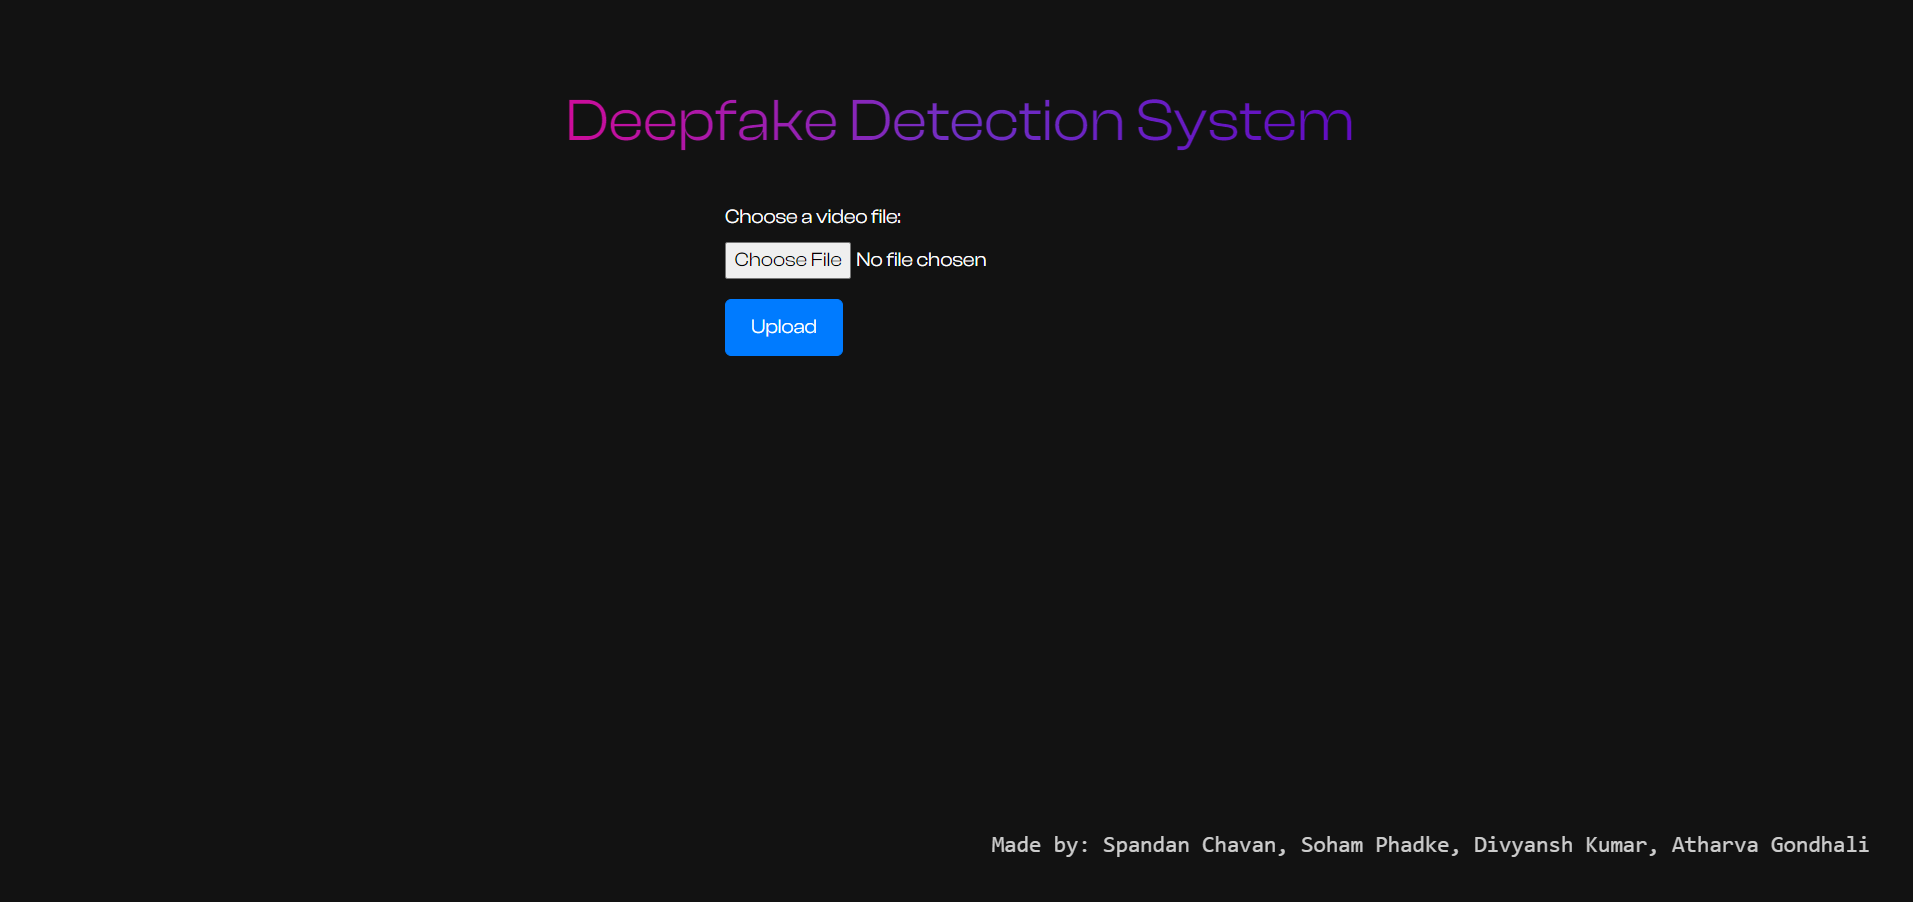 Deepfake Detection System
Choose a video file:
Choose File No file chosen
Upload
Made by: Spandan Chavan, Soham Phadke, Divyansh Kumar, Atharva Gondhali